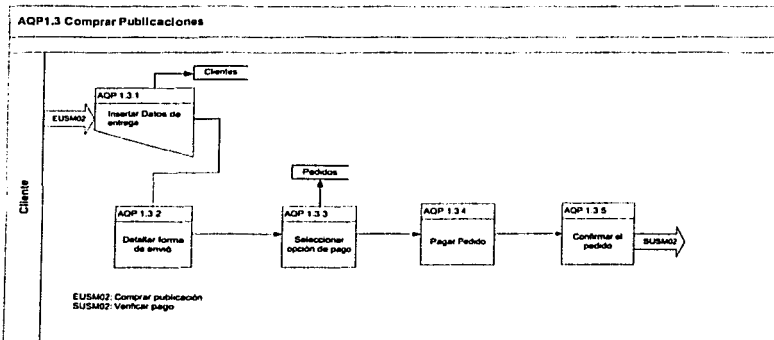 AQP1.3 Comprar Publicaciones
Cliente
Clientes
AQP 1.3.1
Insertar Datos de
entrega
EUSM02
Pedidos
AQP 1.3.2
Detallar forma
de envió
AQP 1.3.3
Seleccionar
opción de pago
AQP 1.3.4
Pagar Pedido
AQP 1.3.5
Confirmar el
pedido
SUSM02
EUSM02: Comprar publicación
SUSM02: Verificar pago